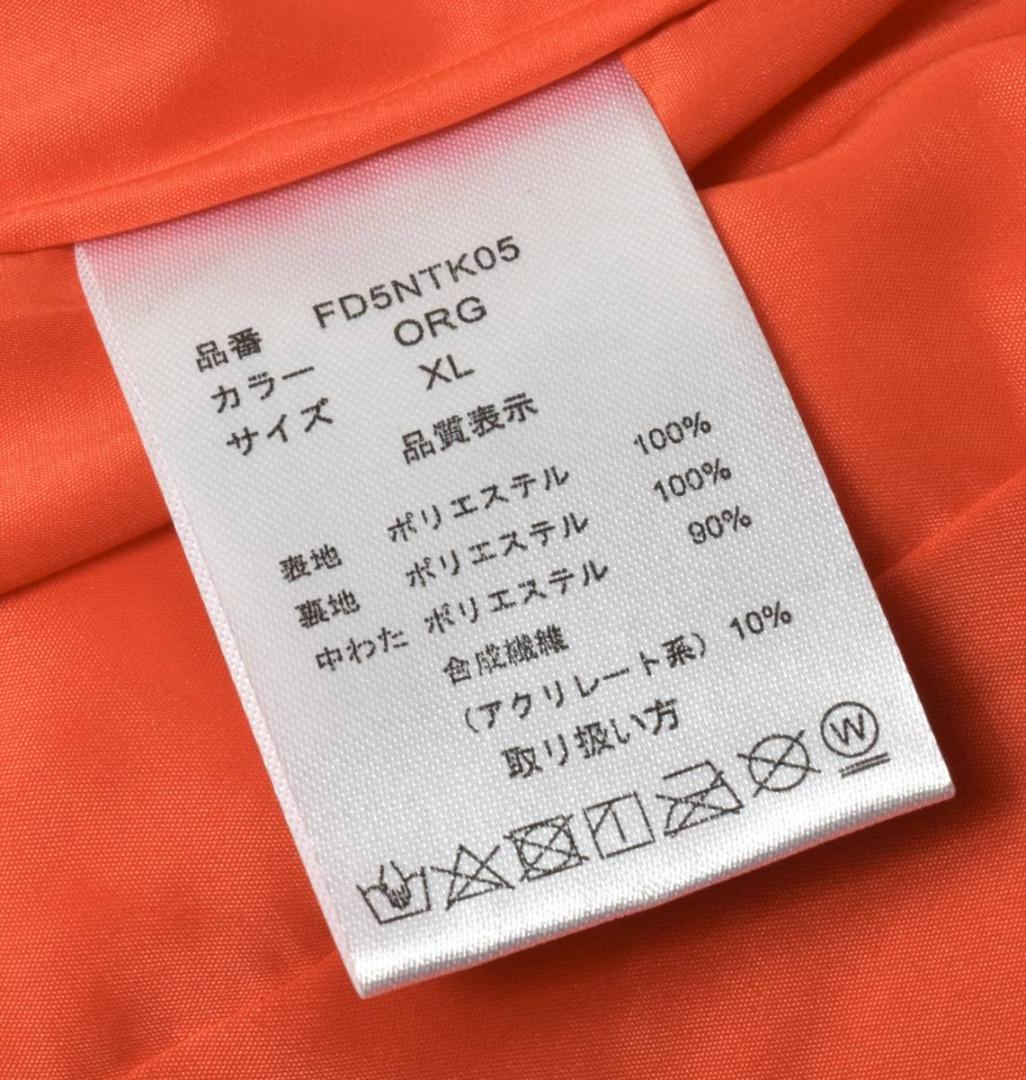 品番 FD5NTK05
カラー ORG
サイズ XL
品質表示
表地 ポリエステル 100%
裏地 ポリエステル 100%
中わた ポリエステル 90%
合成繊維
(アクリレート系) 10%
取り扱い方
W